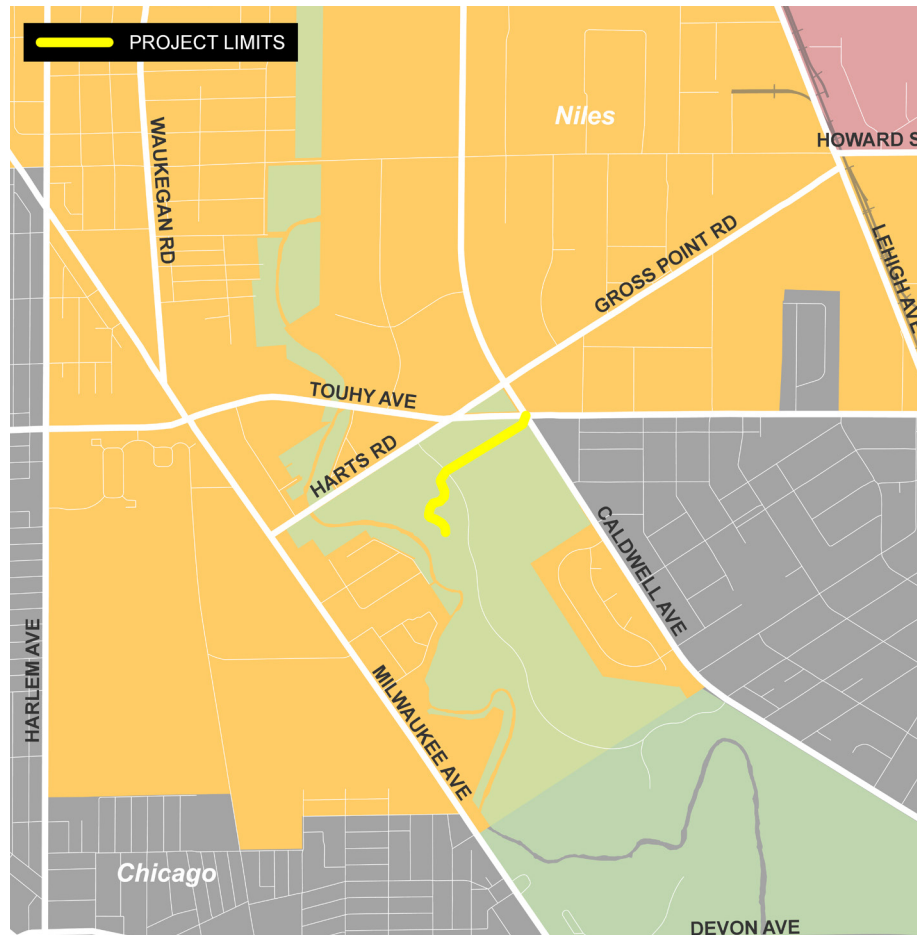 PROJECT LIMITS
Niles
WAUKEGAN RD
HOWARD S
GROSS POINT RD
LEHIGH AVE
TOUHY AVE
HARTS RD
CALDWELL AVE
HARLEM AVE
MILWAUKEE AVE
Chicago
DEVON AVE